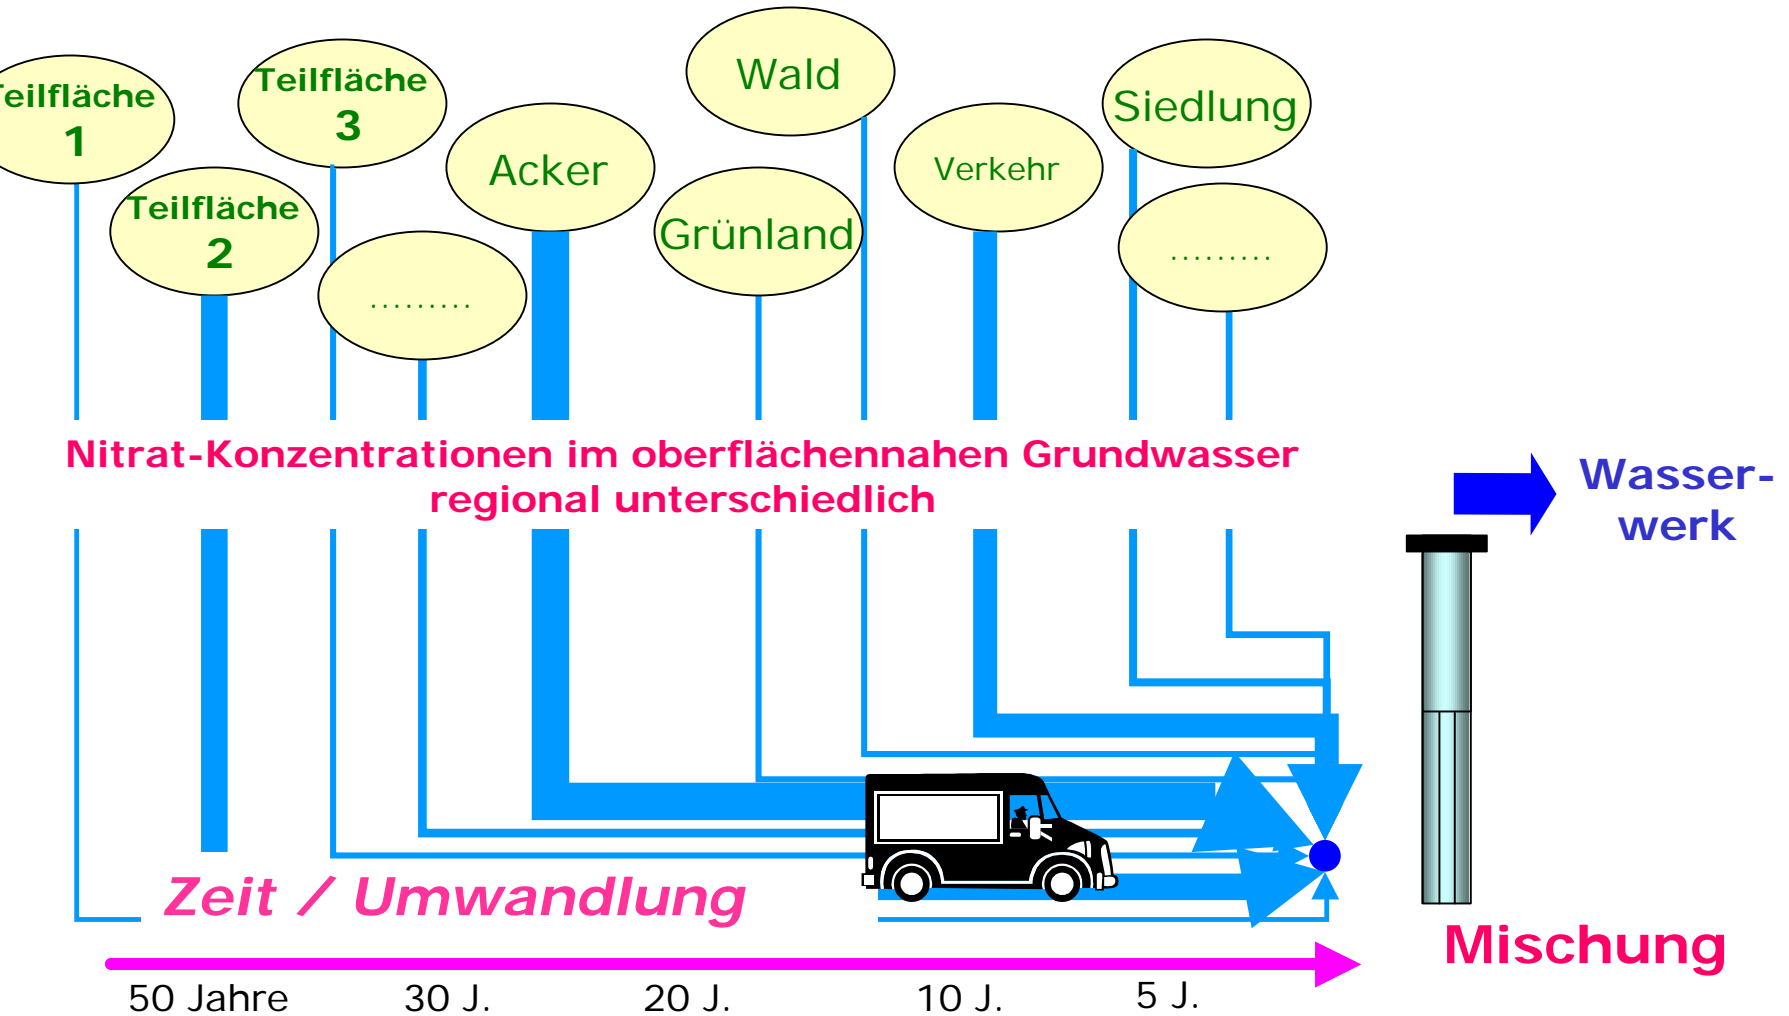 Teilfläche
1
Teilfläche
2
Teilfläche
3
.........
Acker
Wald
Grünland
Verkehr
Siedlung
.........
Nitrat-Konzentrationen im oberflächennahen Grundwasser
regional unterschiedlich
Wasser-
werk
Zeit / Umwandlung
Mischung
50 Jahre
30 J.
20 J.
10 J.
5 J.